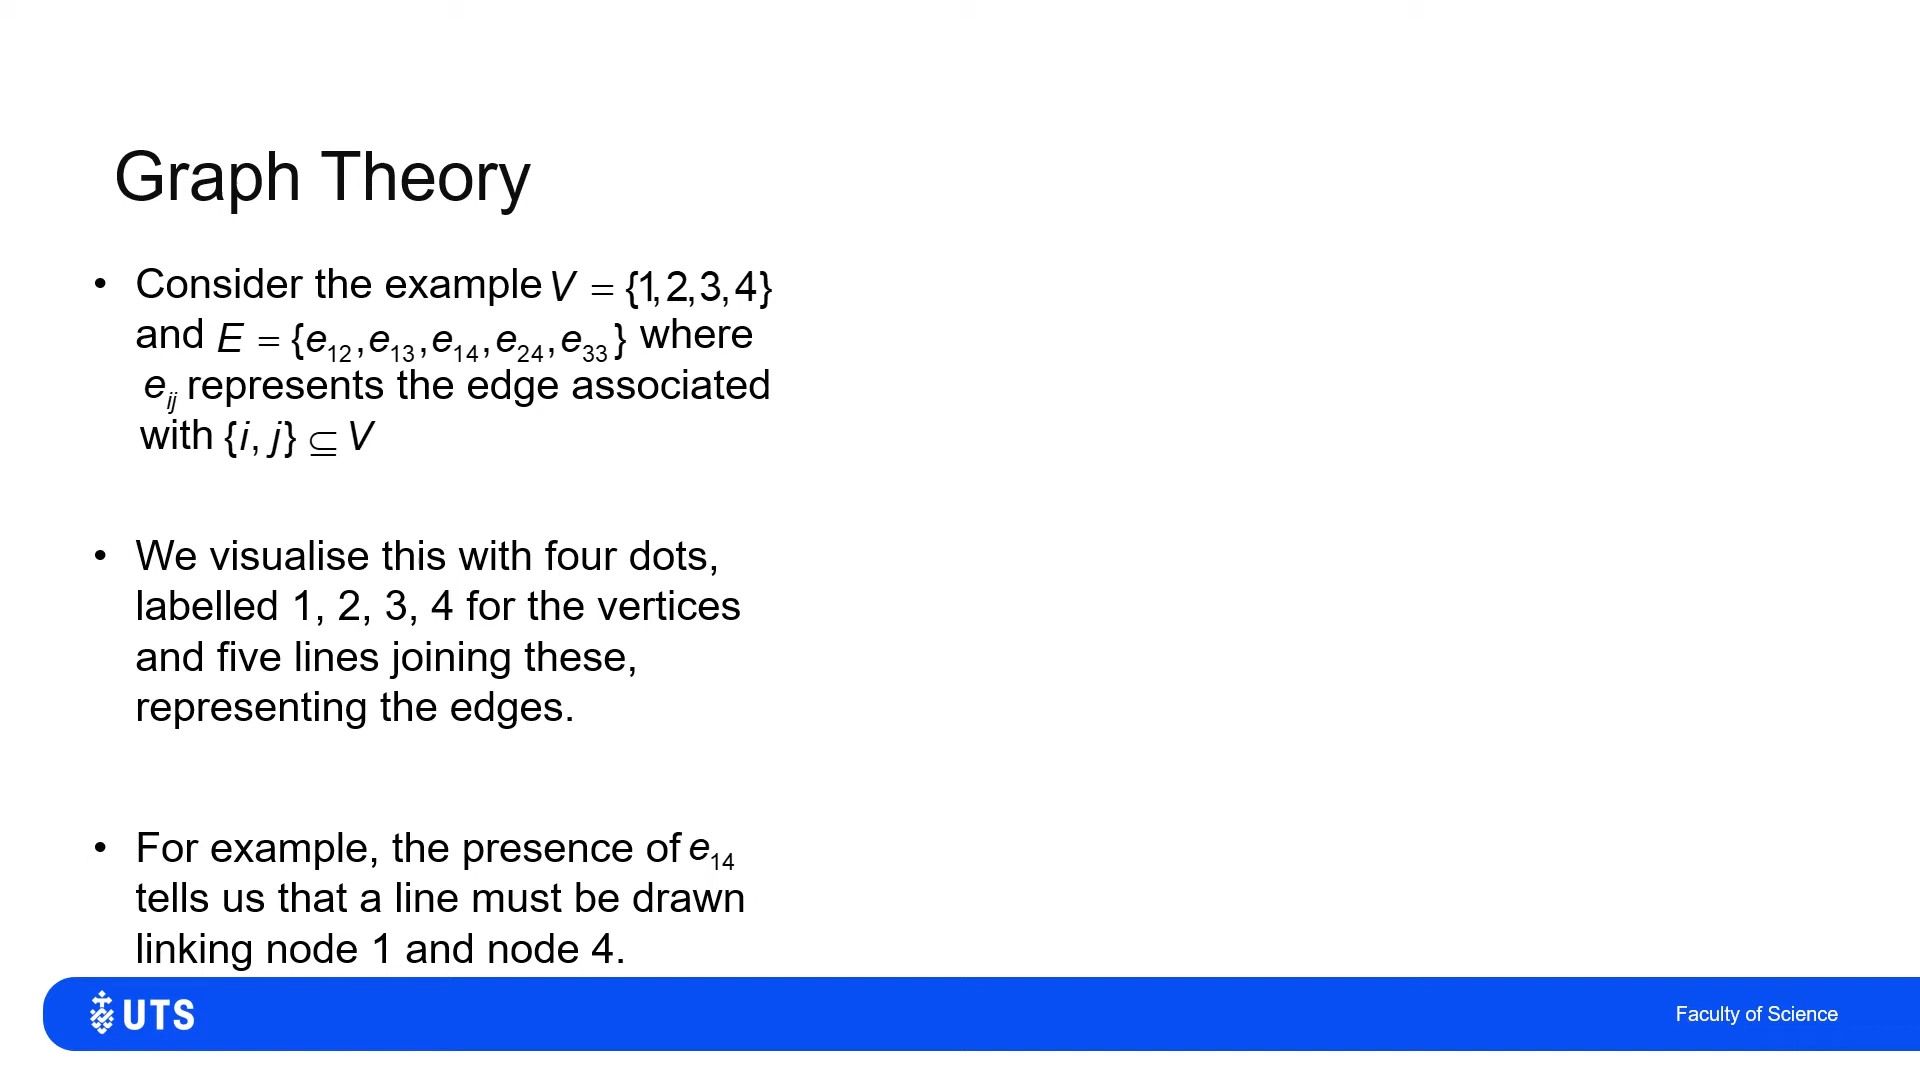 Graph Theory
• Consider the example V = {1,2,3,4}
and E = {e₁₂,e₁₃,e₁₄,e₂₄,e₃₃} where
e_ij represents the edge associated
with {i, j} ⊆ V
• We visualise this with four dots,
labelled 1, 2, 3, 4 for the vertices
and five lines joining these,
representing the edges.
• For example, the presence of e₁₄
tells us that a line must be drawn
linking node 1 and node 4.
UTS
Faculty of Science